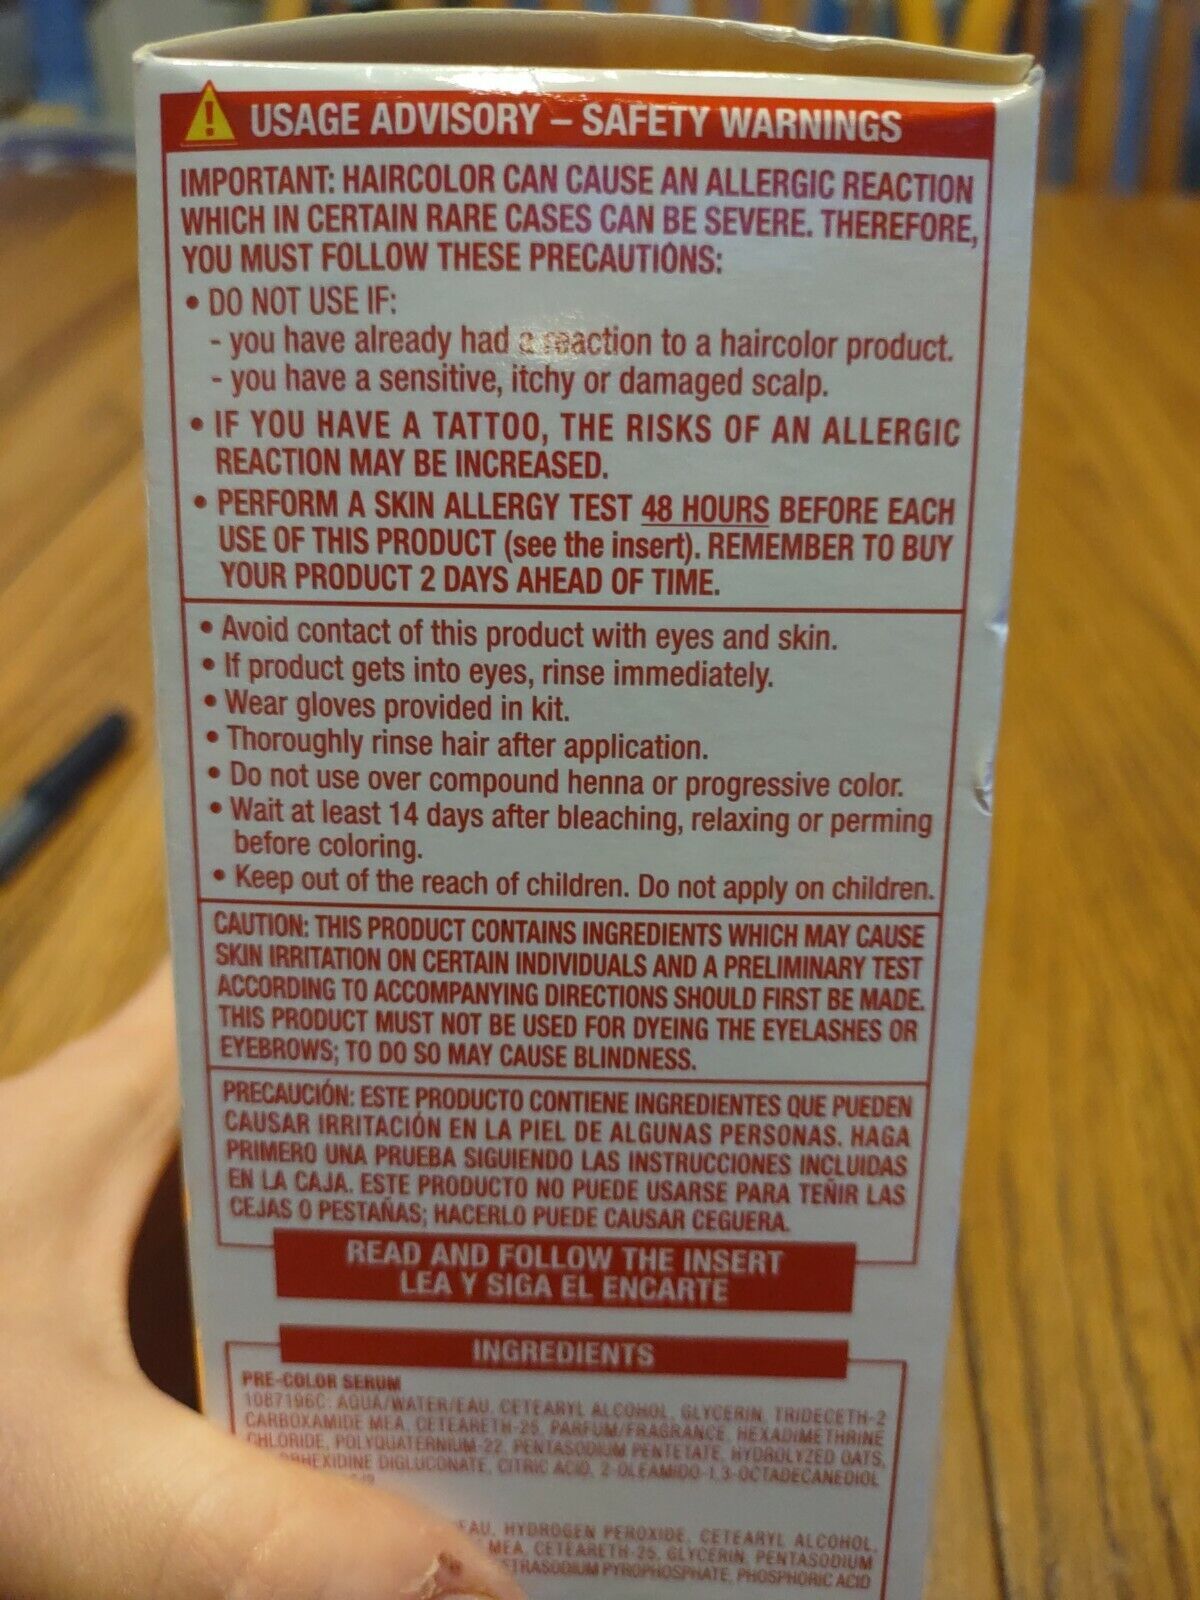 USAGE ADVISORY – SAFETY WARNINGS
IMPORTANT: HAIRCOLOR CAN CAUSE AN ALLERGIC REACTION
WHICH IN CERTAIN RARE CASES CAN BE SEVERE. THEREFORE,
YOU MUST FOLLOW THESE PRECAUTIONS:
• DO NOT USE IF:
- you have already had a reaction to a haircolor product.
- you have a sensitive, itchy or damaged scalp.
• IF YOU HAVE A TATTOO, THE RISKS OF AN ALLERGIC
REACTION MAY BE INCREASED.
• PERFORM A SKIN ALLERGY TEST 48 HOURS BEFORE EACH
USE OF THIS PRODUCT (see the insert). REMEMBER TO BUY
YOUR PRODUCT 2 DAYS AHEAD OF TIME.
• Avoid contact of this product with eyes and skin.
• If product gets into eyes, rinse immediately.
• Wear gloves provided in kit.
• Thoroughly rinse hair after application.
• Do not use over compound henna or progressive color.
• Wait at least 14 days after bleaching, relaxing or perming
before coloring.
• Keep out of the reach of children. Do not apply on children.
CAUTION: THIS PRODUCT CONTAINS INGREDIENTS WHICH MAY CAUSE
SKIN IRRITATION ON CERTAIN INDIVIDUALS AND A PRELIMINARY TEST
ACCORDING TO ACCOMPANYING DIRECTIONS SHOULD FIRST BE MADE.
THIS PRODUCT MUST NOT BE USED FOR DYEING THE EYELASHES OR
EYEBROWS; TO DO SO MAY CAUSE BLINDNESS.
PRECAUCIÓN: ESTE PRODUCTO CONTIENE INGREDIENTES QUE PUEDEN
CAUSAR IRRITACIÓN EN LA PIEL DE ALGUNAS PERSONAS. HAGA
PRIMERO UNA PRUEBA SIGUIENDO LAS INSTRUCCIONES INCLUIDAS
EN LA CAJA. ESTE PRODUCTO NO PUEDE USARSE PARA TEÑIR LAS
CEJAS O PESTAÑAS; HACERLO PUEDE CAUSAR CEGUERA.
READ AND FOLLOW THE INSERT
LEA Y SIGA EL ENCARTE
INGREDIENTS
PRE-COLOR SERUM
1087196C: AQUA/WATER/EAU, CETEARYL ALCOHOL, GLYCERIN, TRIDECETH-2
CARBOXAMIDE MEA, CETEARETH-25, PARFUM/FRAGRANCE, HEXADIMETHRINE
CHLORIDE, POLYQUATERNIUM-22, PENTASODIUM PENTETATE, HYDROLYZED OATS,
DIGLUCONATE, CITRIC ACID, 2-OLEAMIDO-1,3-OCTADECANEDIOL
HYDROGEN PEROXIDE, CETEARYL ALCOHOL,
MEA, CETEARETH-25, GLYCERIN, PENTASODIUM
PYROPHOSPHATE, PHOSPHORIC ACID